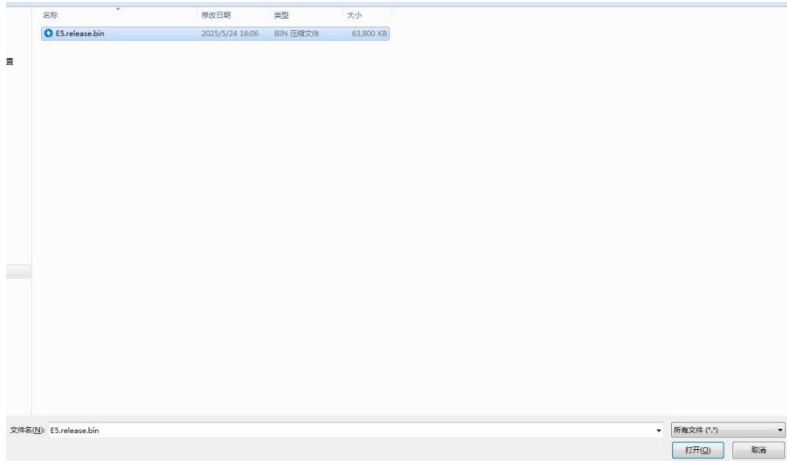 名称 修改日期 类型 大小
E5.release.bin 2025/5/24 16:06 BIN 压缩文件 63,800 KB
置
文件名(N): E5.release.bin 所有文件 (*.*)
打开(O) 取消